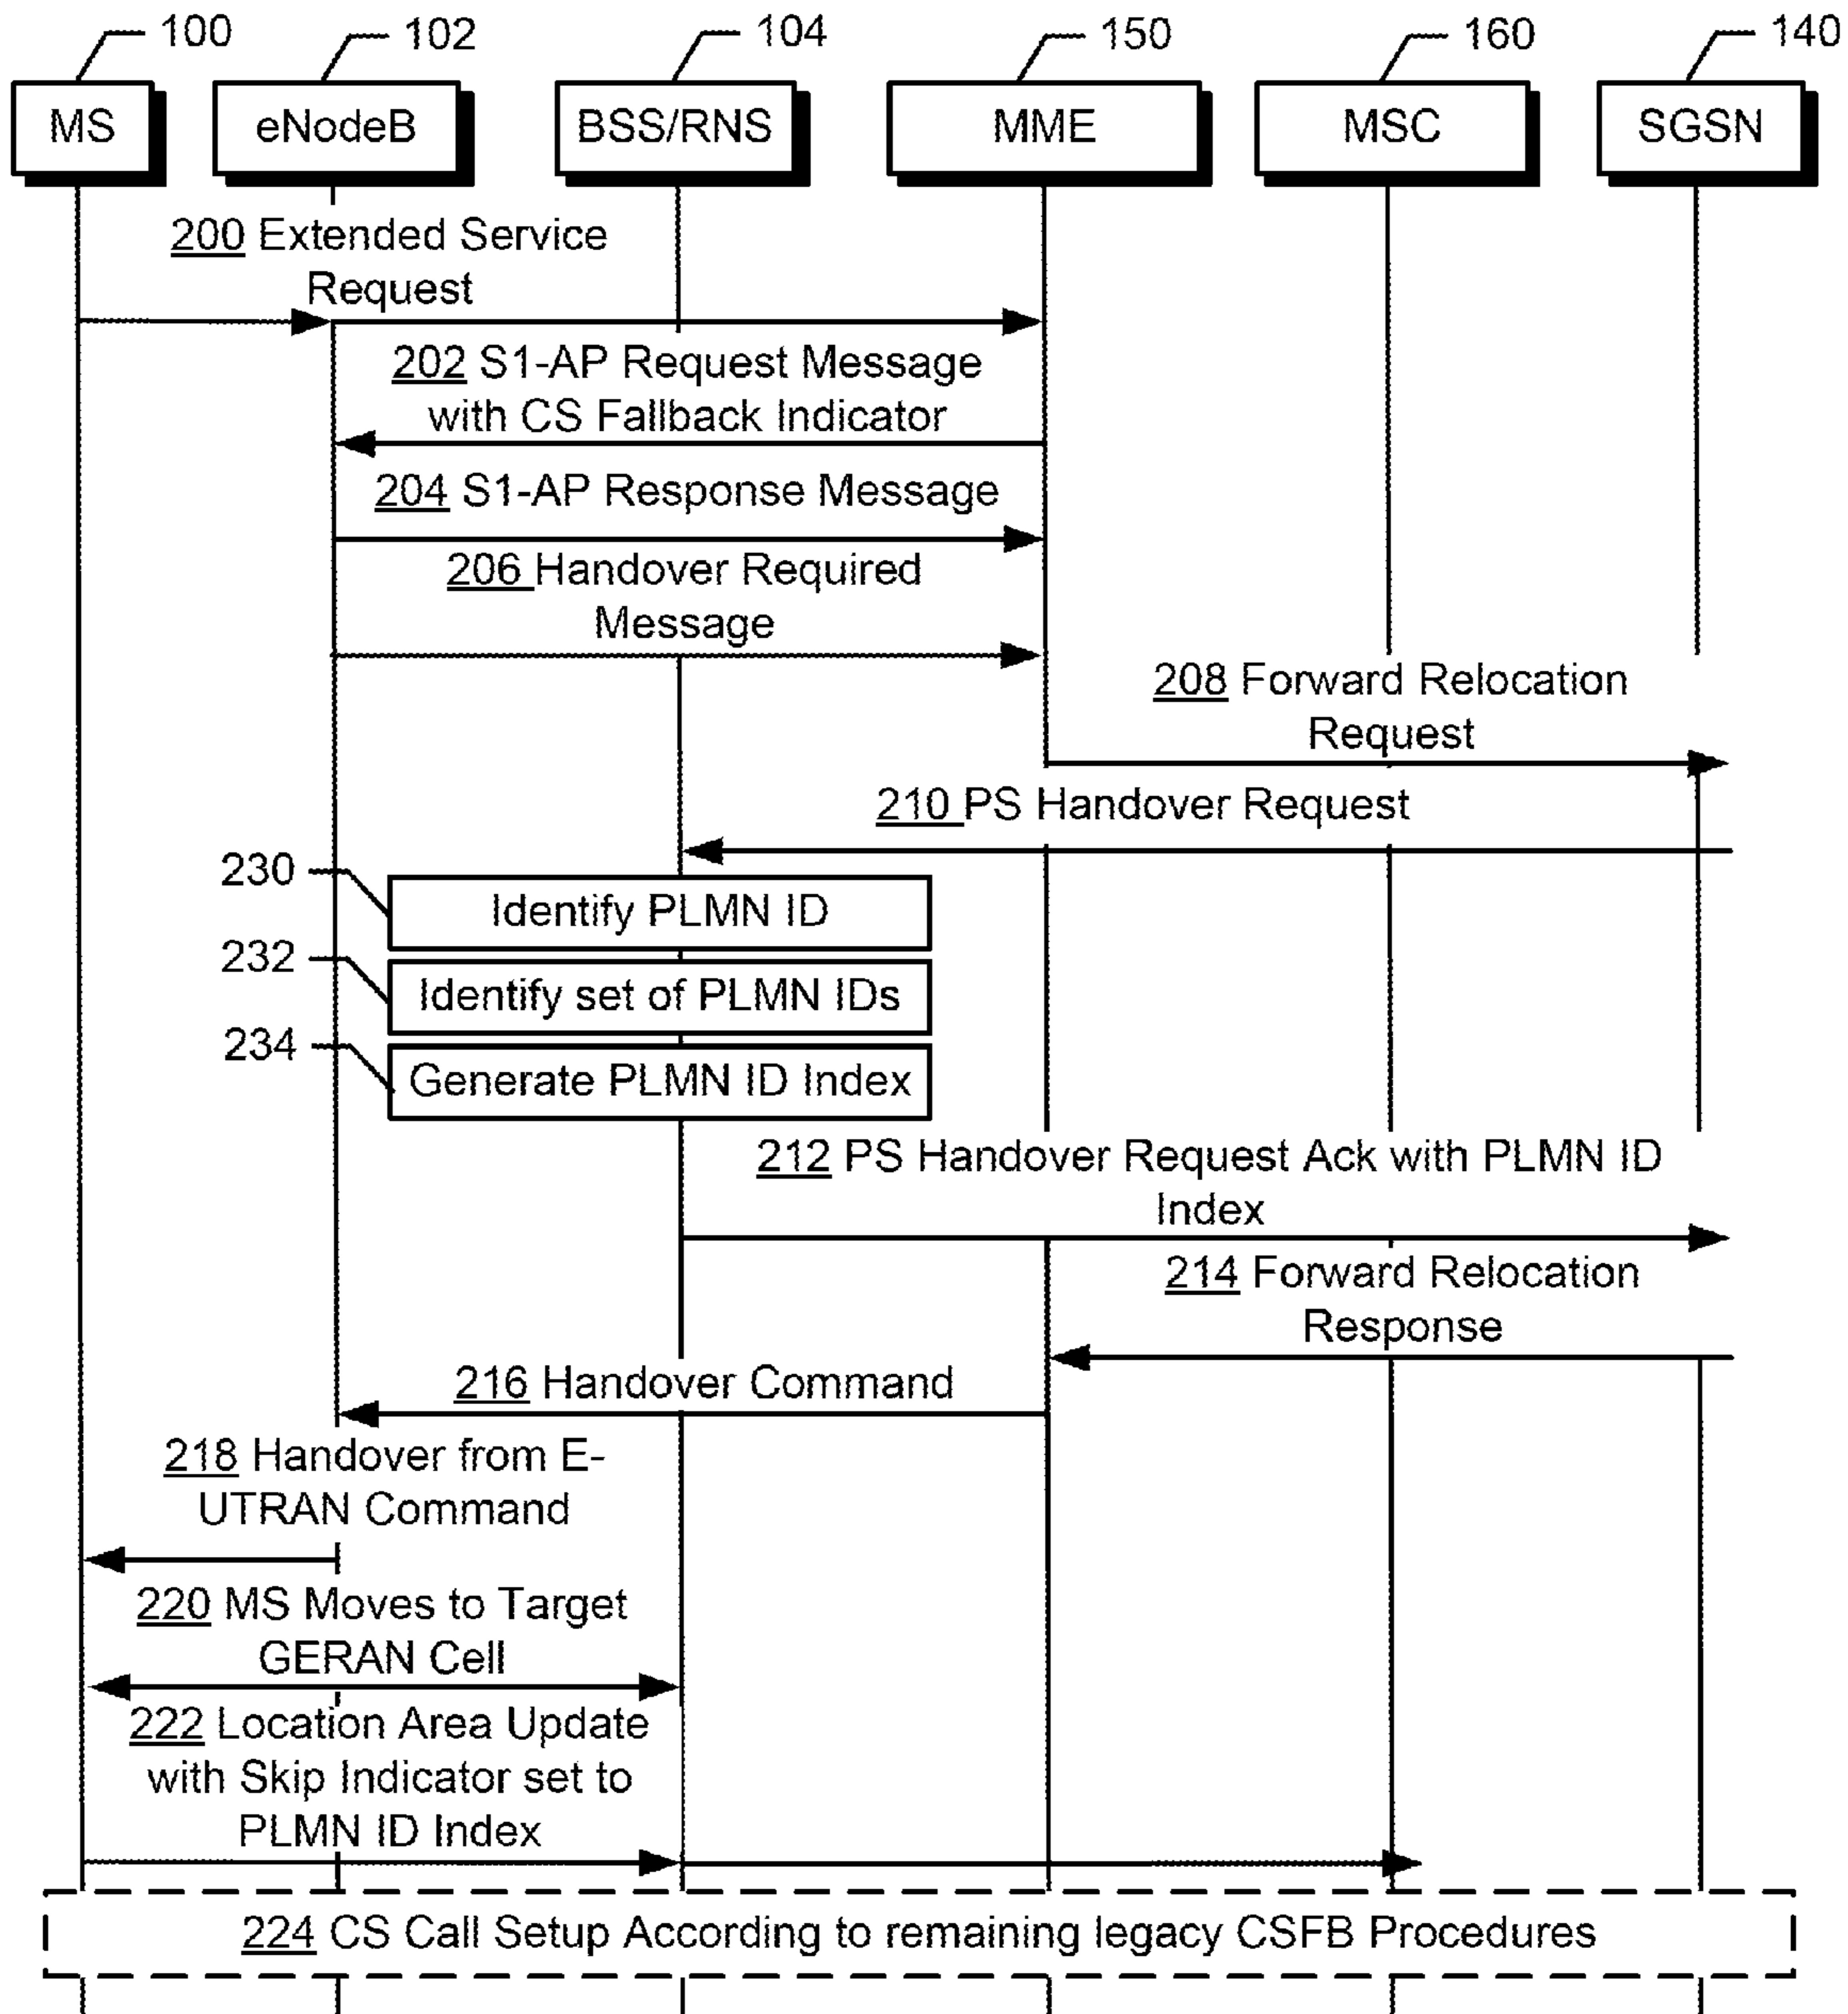 100
102
104
150
160
140
MS
eNodeB
BSS/RNS
MME
MSC
SGSN
200 Extended Service
Request
202 S1-AP Request Message
with CS Fallback Indicator
204 S1-AP Response Message
206 Handover Required
Message
208 Forward Relocation
Request
210 PS Handover Request
230
Identify PLMN ID
232
Identify set of PLMN IDs
234
Generate PLMN ID Index
212 PS Handover Request Ack with PLMN ID
Index
214 Forward Relocation
Response
216 Handover Command
218 Handover from E-
UTRAN Command
220 MS Moves to Target
GERAN Cell
222 Location Area Update
with Skip Indicator set to
PLMN ID Index
224 CS Call Setup According to remaining legacy CSFB Procedures